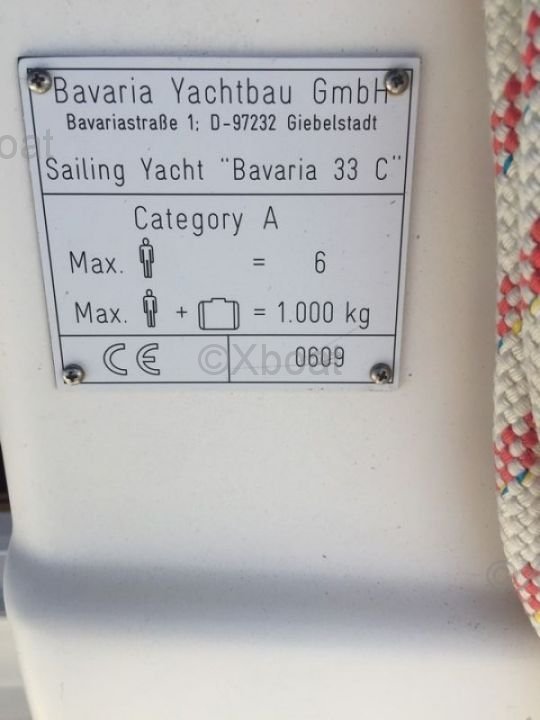 Bavaria Yachtbau GmbH
Bavariastraße 1; D-97232 Giebelstadt
Sailing Yacht "Bavaria 33 C"
Category A
Max. = 6
Max. + = 1.000 kg
CE 0609
©Xboat